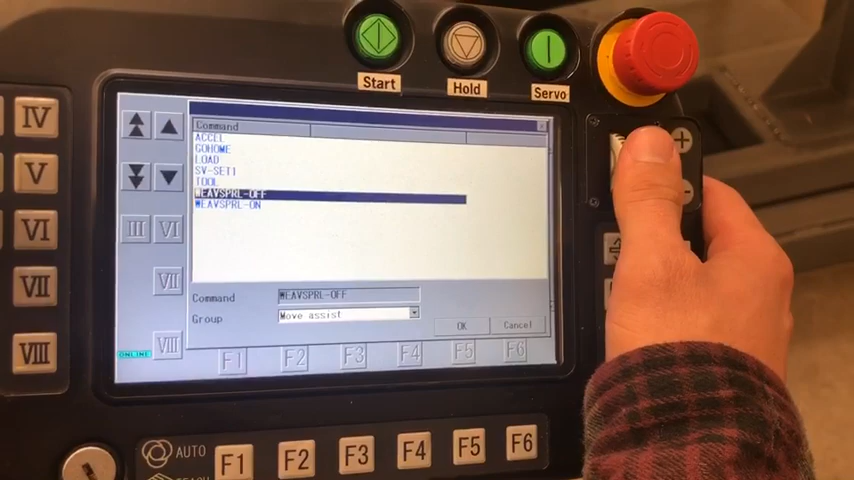 Start
Hold
Servo
IV
V
VI
VII
VIII
Command
ACCEL
GOHOME
LOAD
SV-SET1
TOOL
WEAVSPRL-OFF
WEAVSPRL-ON
III
VI
VII
VIII
Command
WEAVSPRL-OFF
Group
Move assist
OK
Cancel
ONLINE
F1
F2
F3
F4
F5
F6
AUTO
F1
F2
F3
F4
F5
F6